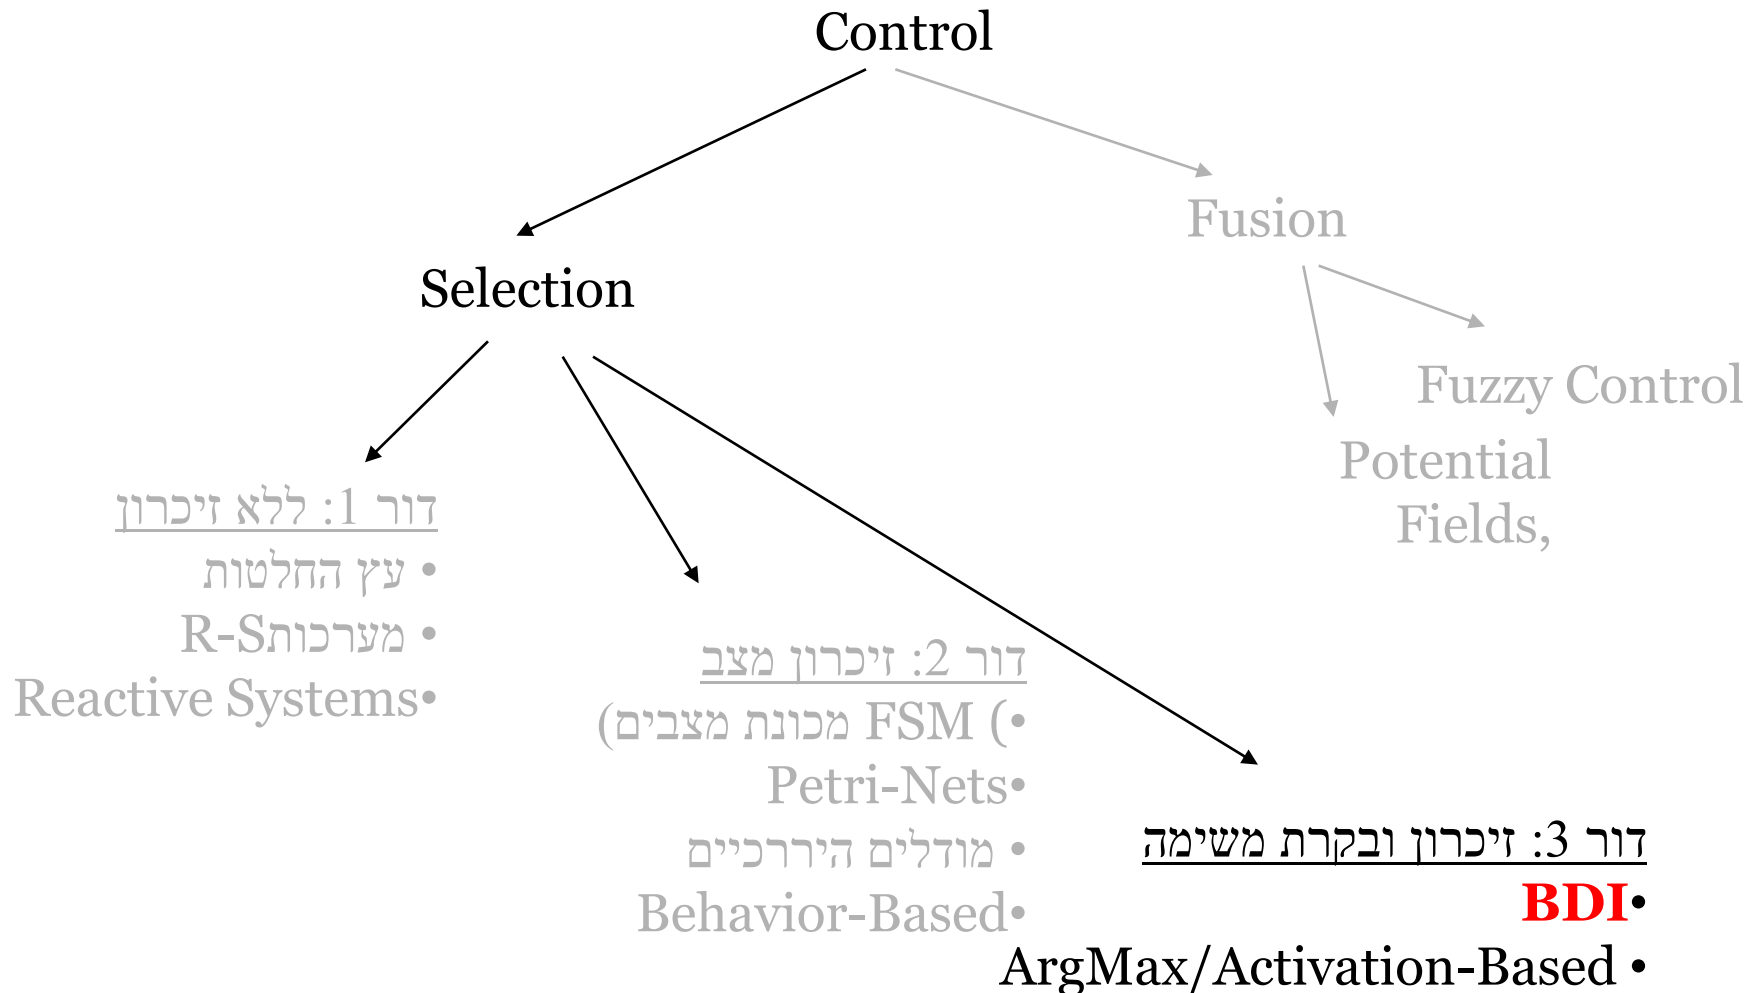 Control
Fusion
Selection
Fuzzy Control
Potential
Fields,
דור 1: ללא זיכרון
• עץ החלטות
• מערכותR-S
•Reactive Systems
דור 2: זיכרון מצב
•FSM ( מכונת מצבים)
•Petri-Nets
• מודלים היררכיים
•Behavior-Based
דור 3: זיכרון ובקרת משימה
•BDI
• ArgMax/Activation-Based